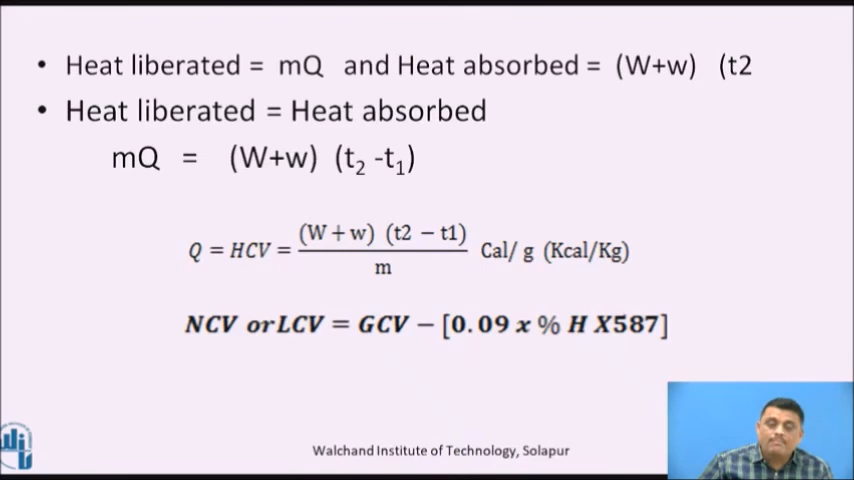 • Heat liberated = mQ and Heat absorbed = (W+w) (t2
• Heat liberated = Heat absorbed
mQ = (W+w) (t₂ -t₁)
Q = HCV = (W + w) (t2 − t1) / m Cal/ g (Kcal/Kg)
NCV or LCV = GCV − [0.09 x % H X587]
Walchand Institute of Technology, Solapur